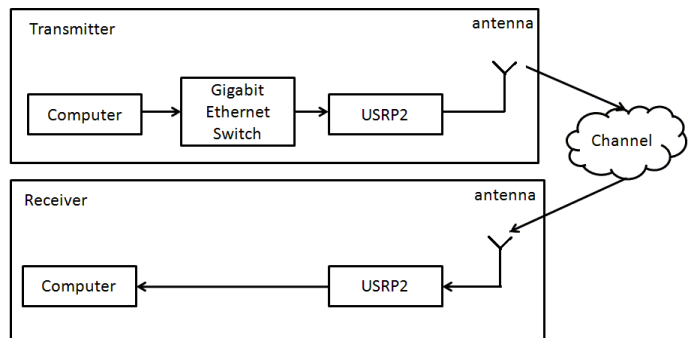 Transmitter
antenna
Computer
Gigabit
Ethernet
Switch
USRP2
Channel
Receiver
antenna
Computer
USRP2